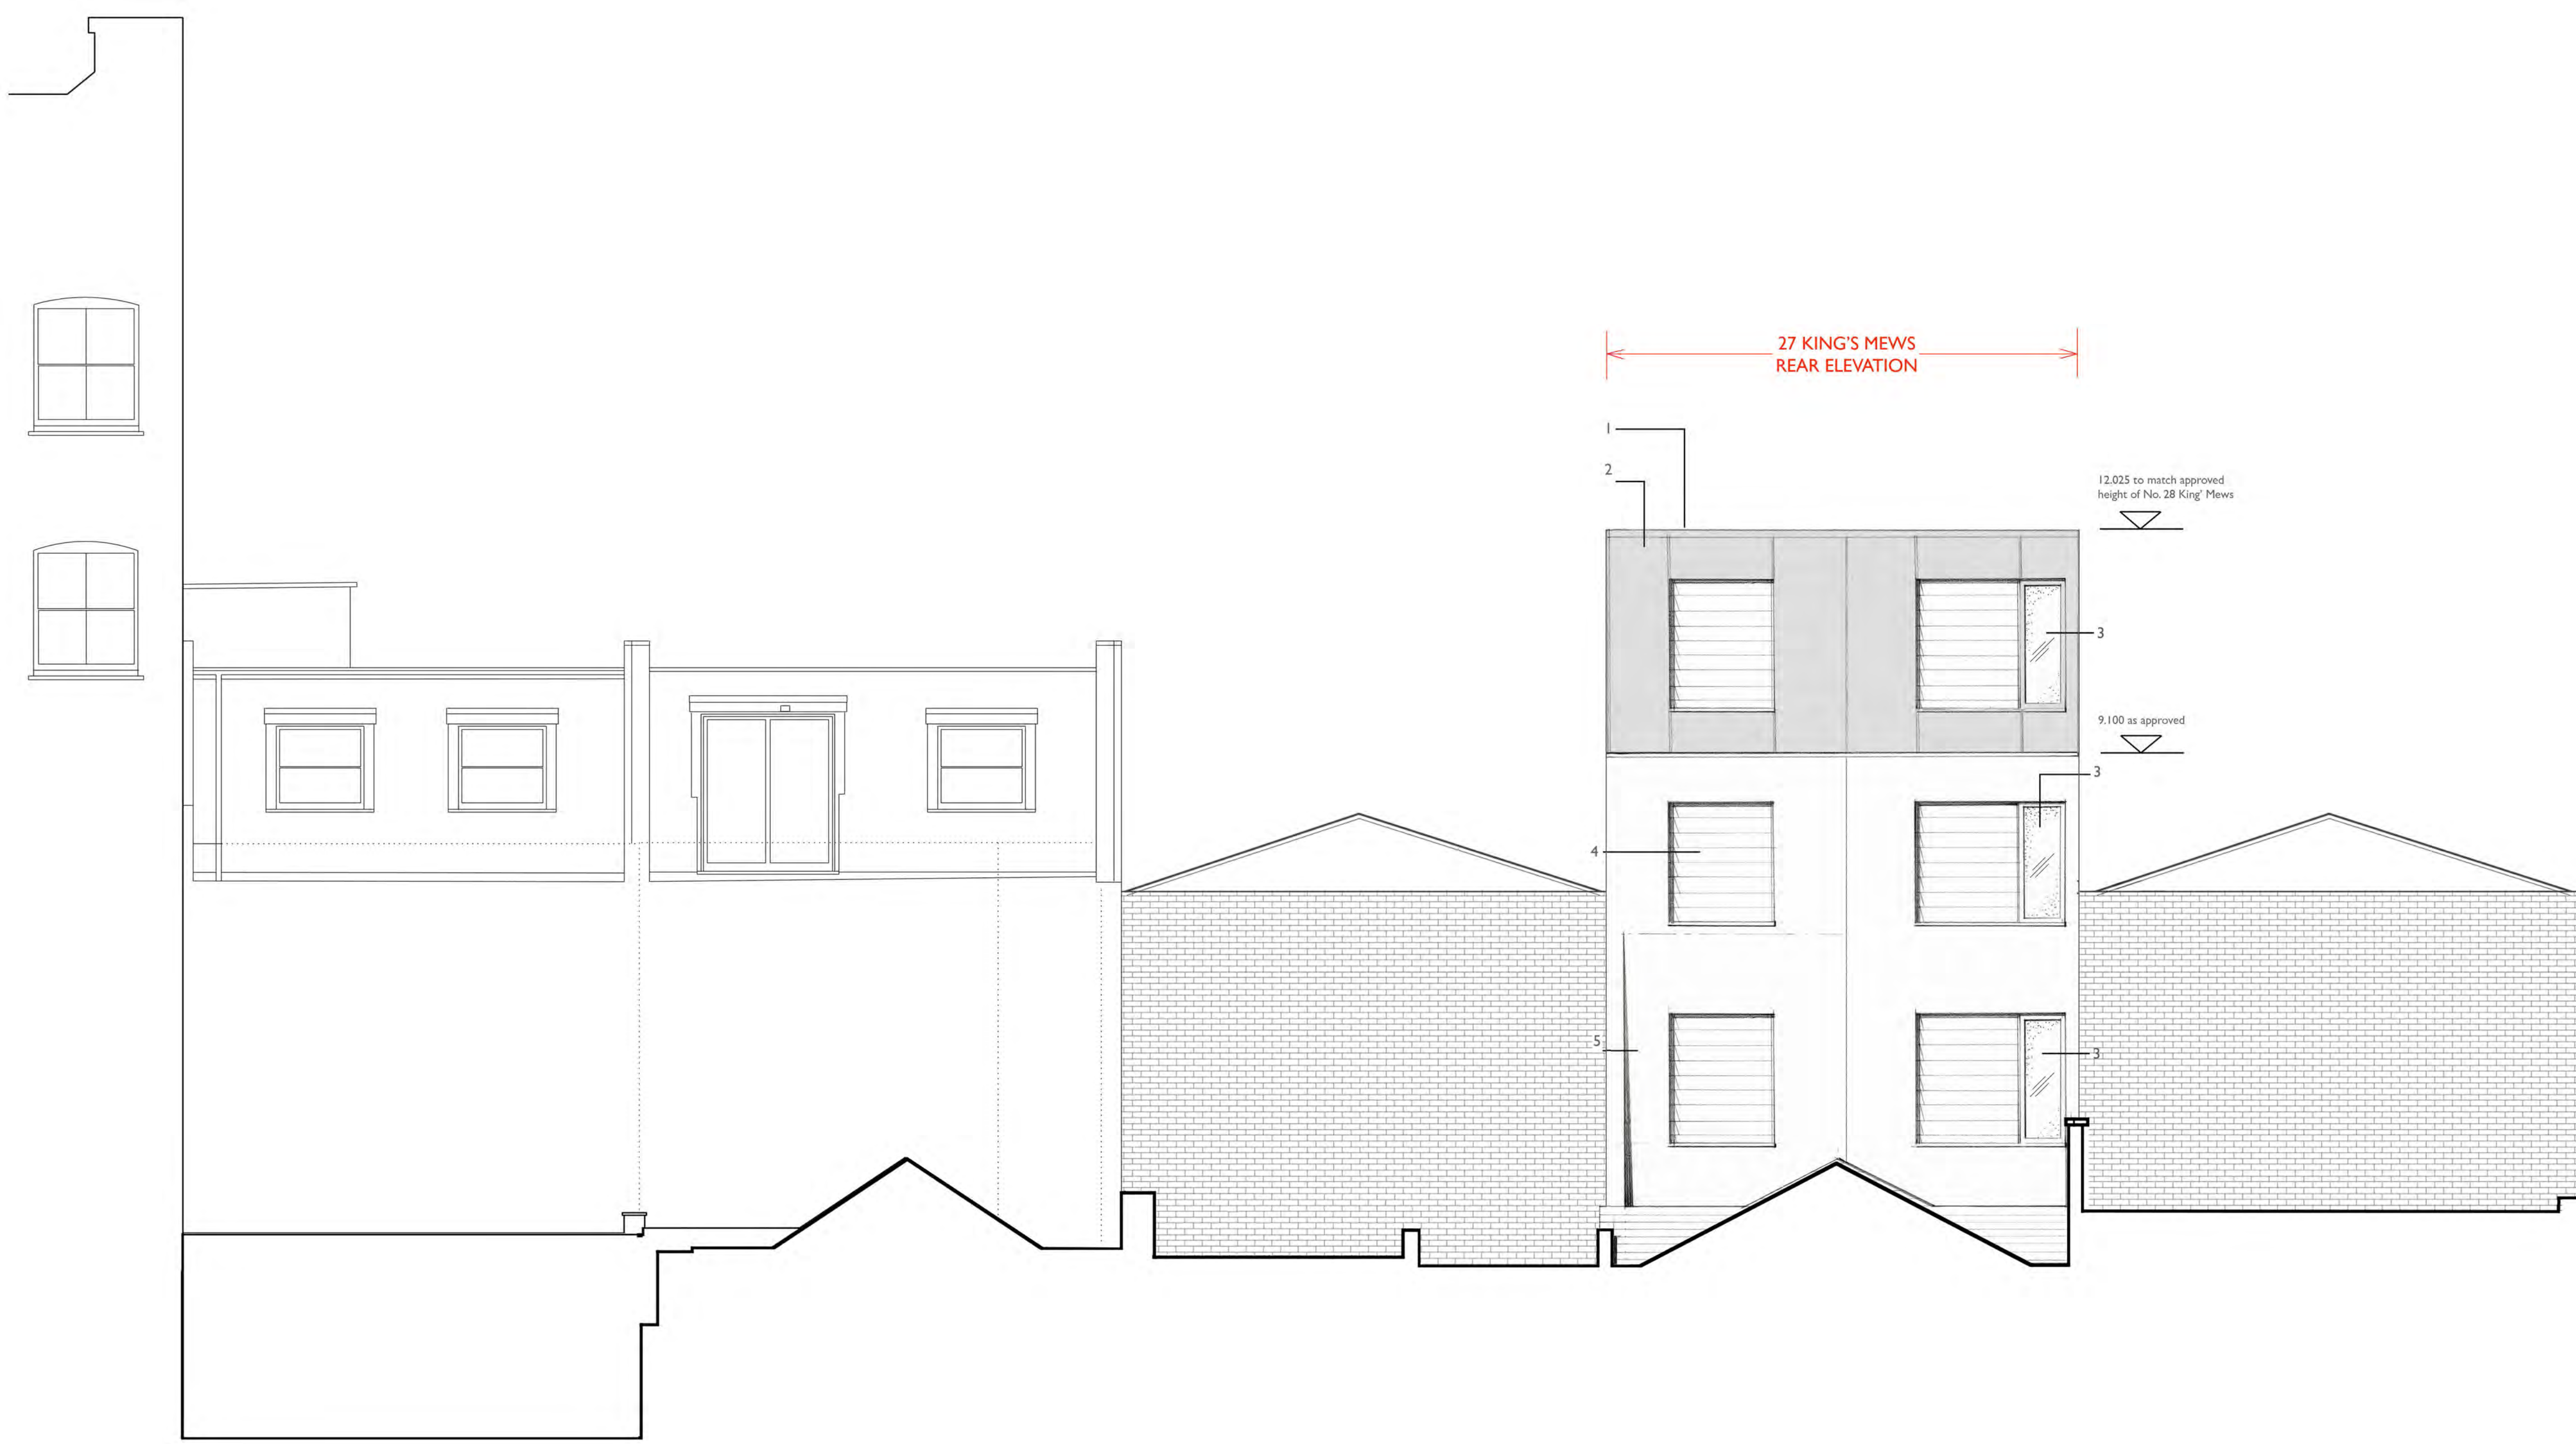 27 KING'S MEWS
REAR ELEVATION
1
2
12.025 to match approved
height of No. 28 King' Mews
3
9.100 as approved
3
4
5
3